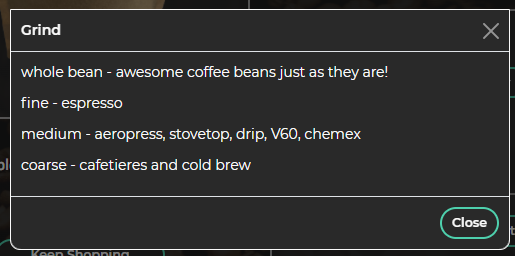 Grind
whole bean - awesome coffee beans just as they are!
fine - espresso
medium - aeropress, stovetop, drip, V60, chemex
coarse - cafetieres and cold brew
Close
Keep Shopping